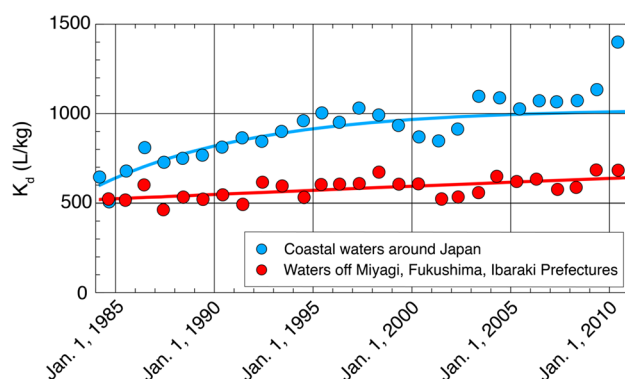 1500
1000
500
0
K_d (L/kg)
Coastal waters around Japan
Waters off Miyagi, Fukushima, Ibaraki Prefectures
Jan. 1, 1985
Jan. 1, 1990
Jan. 1, 1995
Jan. 1, 2000
Jan. 1, 2005
Jan. 1, 2010